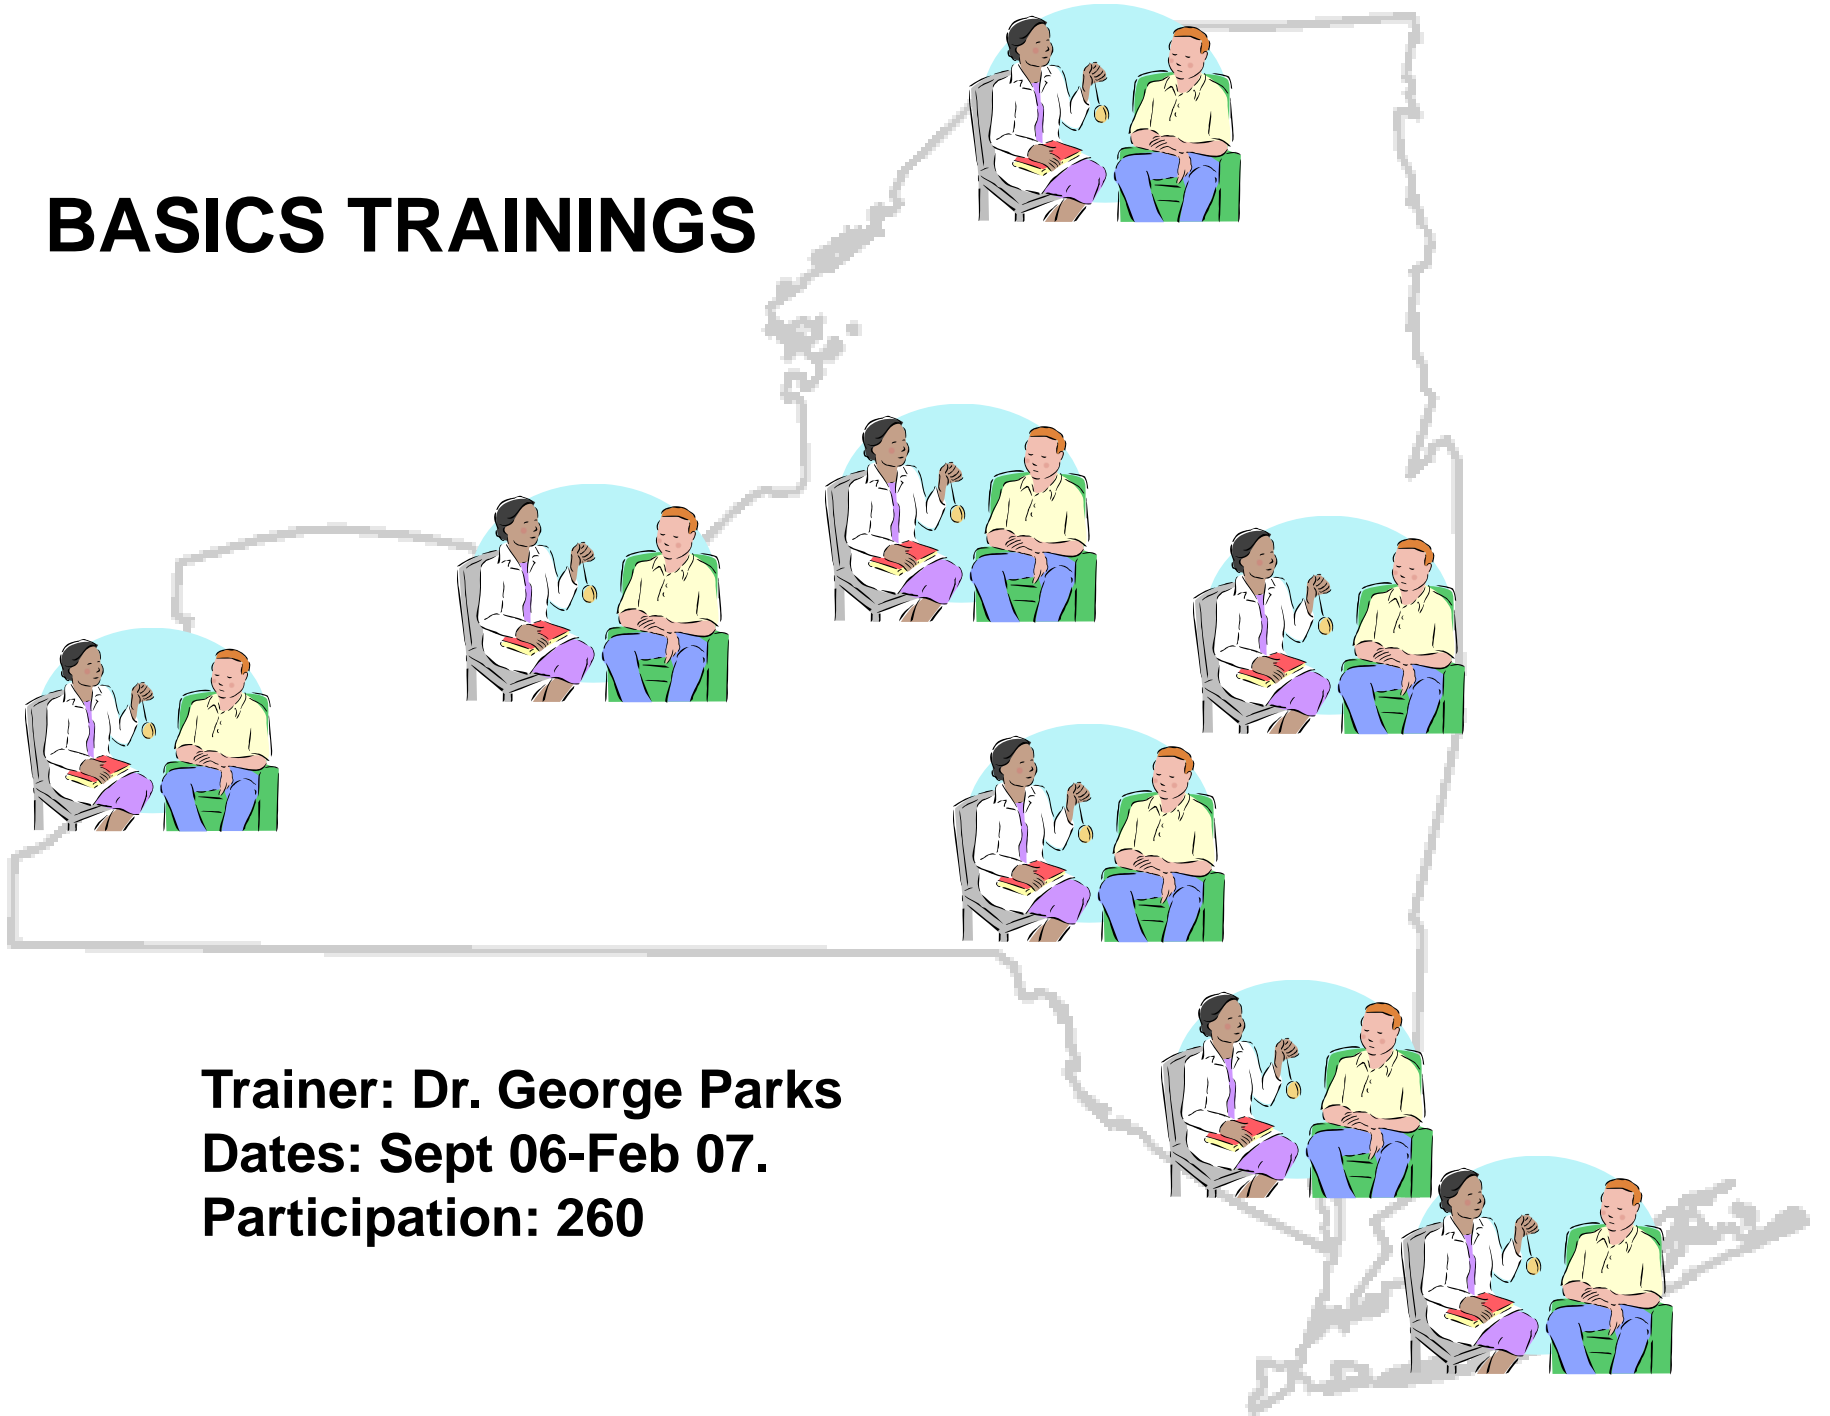 BASICS TRAININGS
Trainer: Dr. George Parks
Dates: Sept 06-Feb 07.
Participation: 260